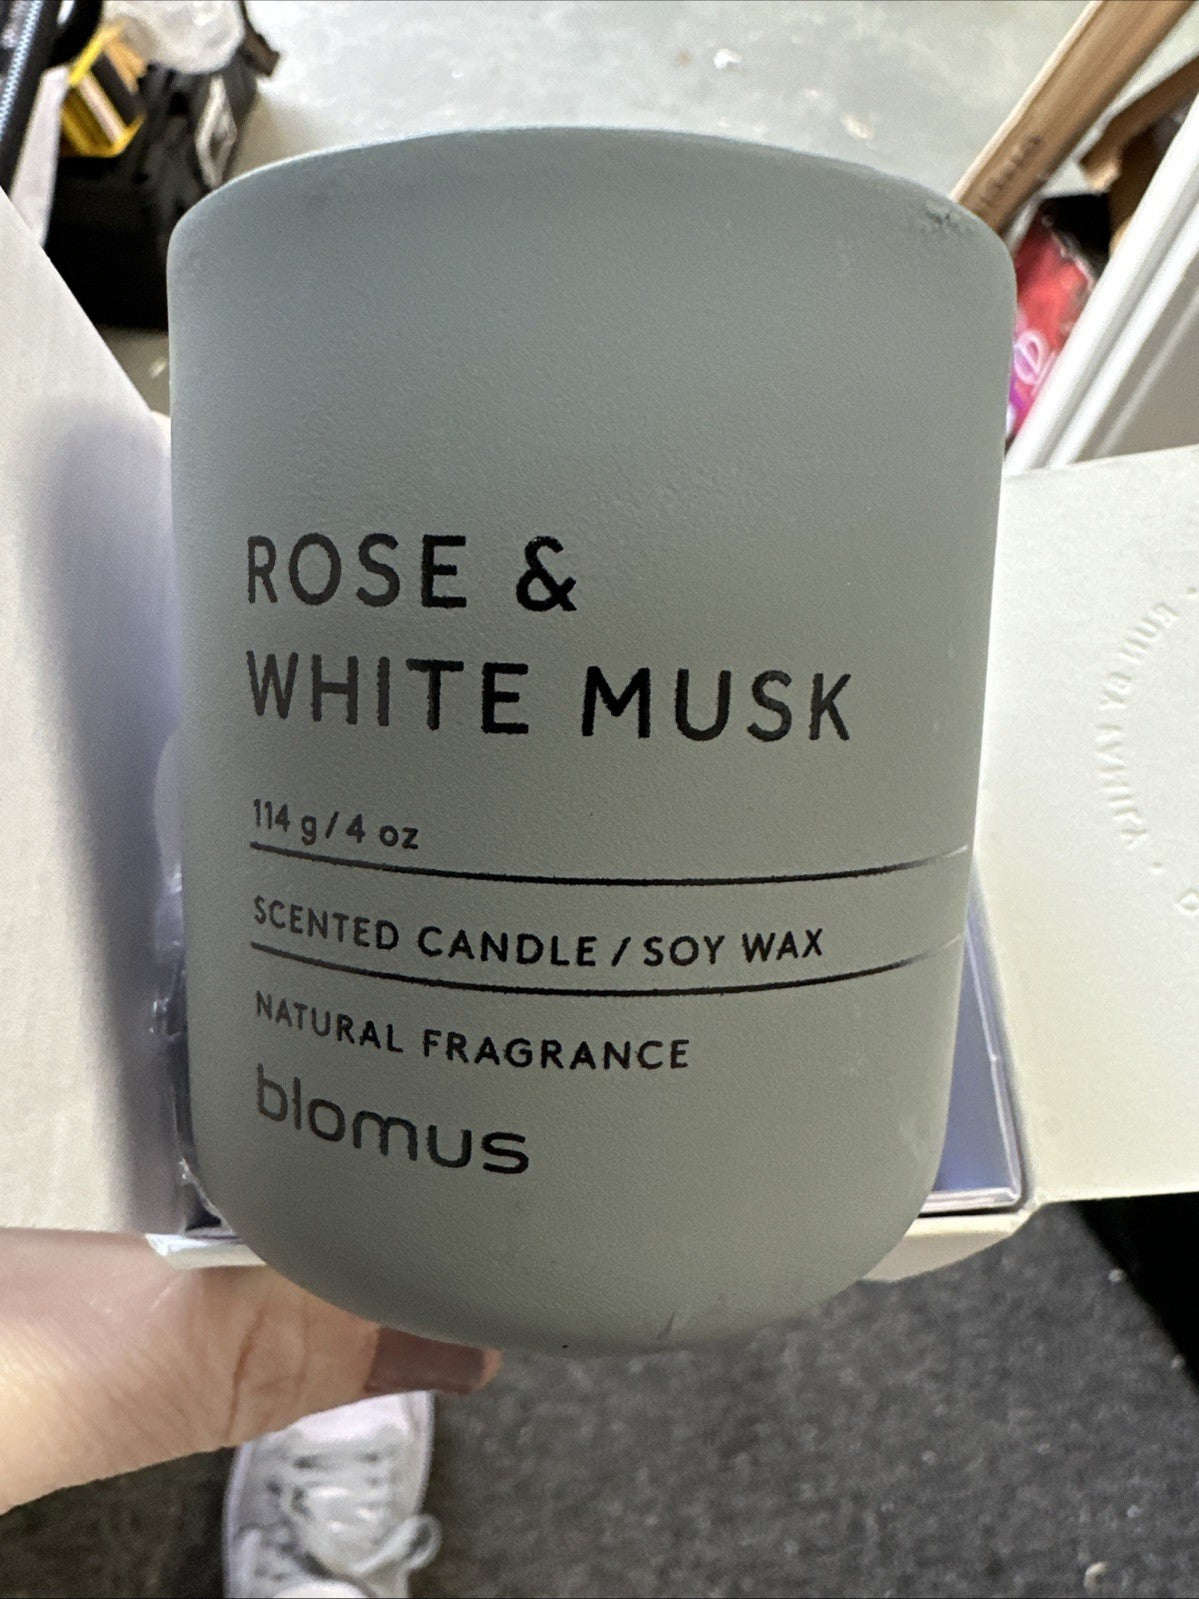 ROSE &
WHITE MUSK
114 g / 4 oz
SCENTED CANDLE / SOY WAX
NATURAL FRAGRANCE
blomus